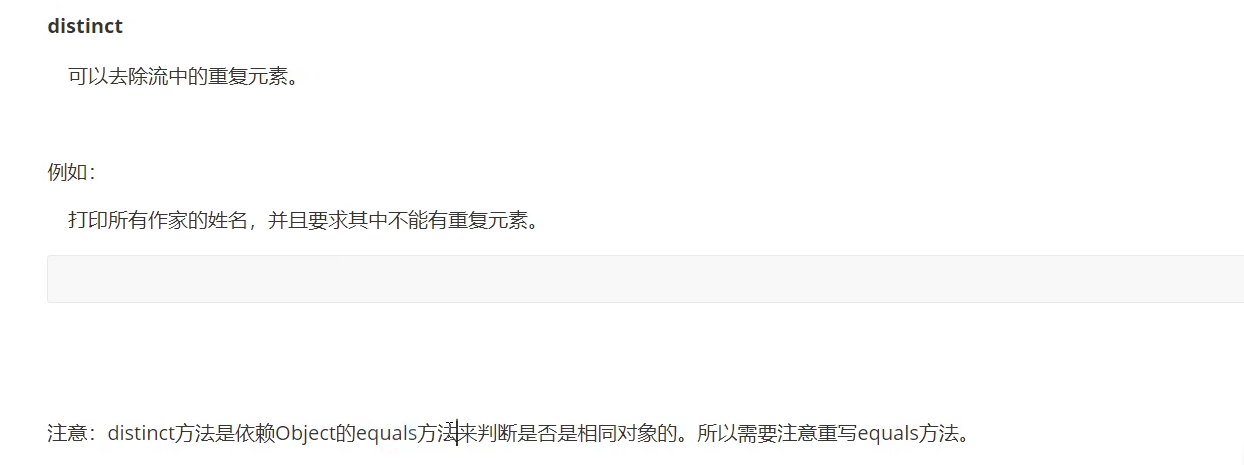 distinct
可以去除流中的重复元素。
例如：
打印所有作家的姓名，并且要求其中不能有重复元素。
注意：distinct方法是依赖Object的equals方法来判断是否是相同对象的。所以需要注意重写equals方法。